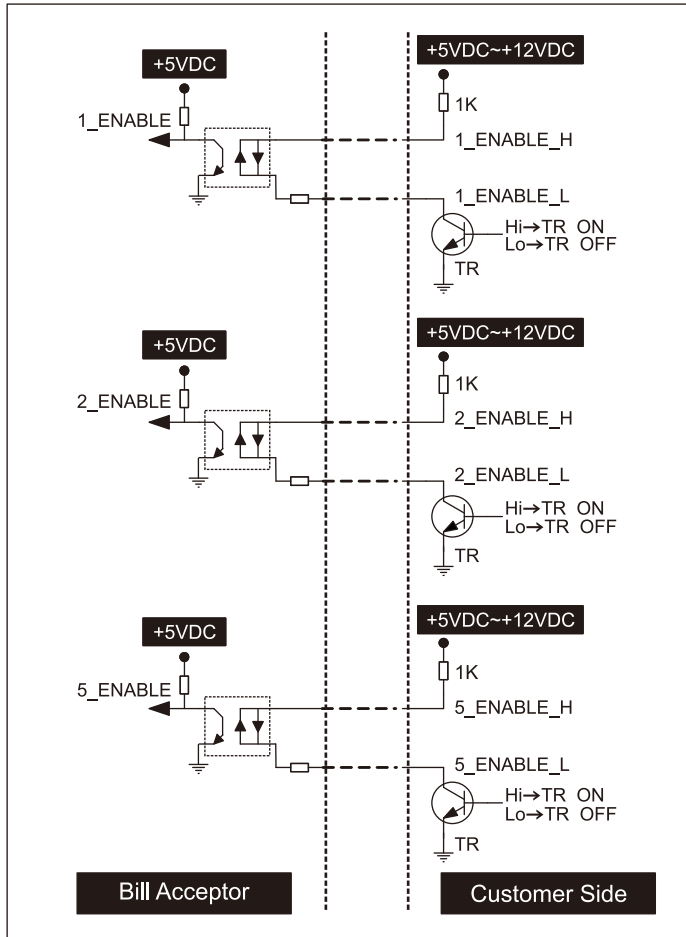 +5VDC
+5VDC~+12VDC
1K
1_ENABLE
1_ENABLE_H
1_ENABLE_L
Hi→TR ON
Lo→TR OFF
TR
+5VDC
+5VDC~+12VDC
1K
2_ENABLE
2_ENABLE_H
2_ENABLE_L
Hi→TR ON
Lo→TR OFF
TR
+5VDC
+5VDC~+12VDC
1K
5_ENABLE
5_ENABLE_H
5_ENABLE_L
Hi→TR ON
Lo→TR OFF
TR
Bill Acceptor
Customer Side